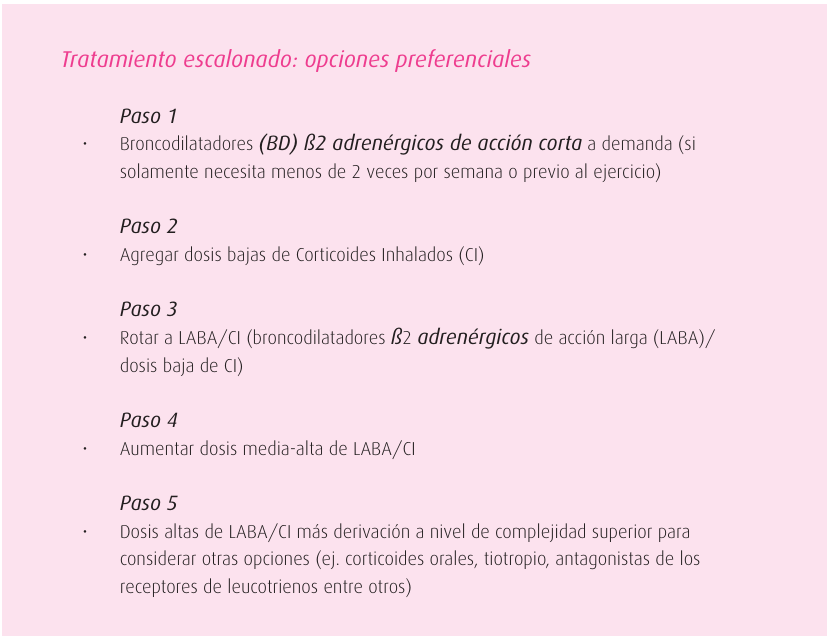 Tratamiento escalonado: opciones preferenciales
Paso 1
· Broncodilatadores (BD) ß2 adrenérgicos de acción corta a demanda (si
solamente necesita menos de 2 veces por semana o previo al ejercicio)
Paso 2
· Agregar dosis bajas de Corticoides Inhalados (CI)
Paso 3
· Rotar a LABA/CI (broncodilatadores ß2 adrenérgicos de acción larga (LABA)/
dosis baja de CI)
Paso 4
· Aumentar dosis media-alta de LABA/CI
Paso 5
· Dosis altas de LABA/CI más derivación a nivel de complejidad superior para
considerar otras opciones (ej. corticoides orales, tiotropio, antagonistas de los
receptores de leucotrienos entre otros)